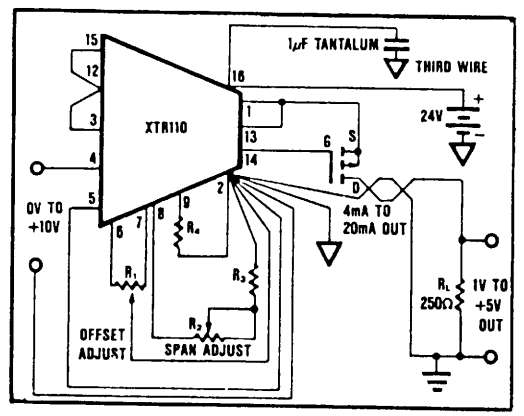 15
12
3
4
5
0V TO
+10V
XTR110
16
1
13
14
2
6
7
8
9
1µF TANTALUM
THIRD WIRE
24V
+
-
G
S
D
4mA TO
20mA OUT
R4
R1
R3
R2
OFFSET
ADJUST
SPAN ADJUST
RL
250Ω
1V TO
+5V
OUT